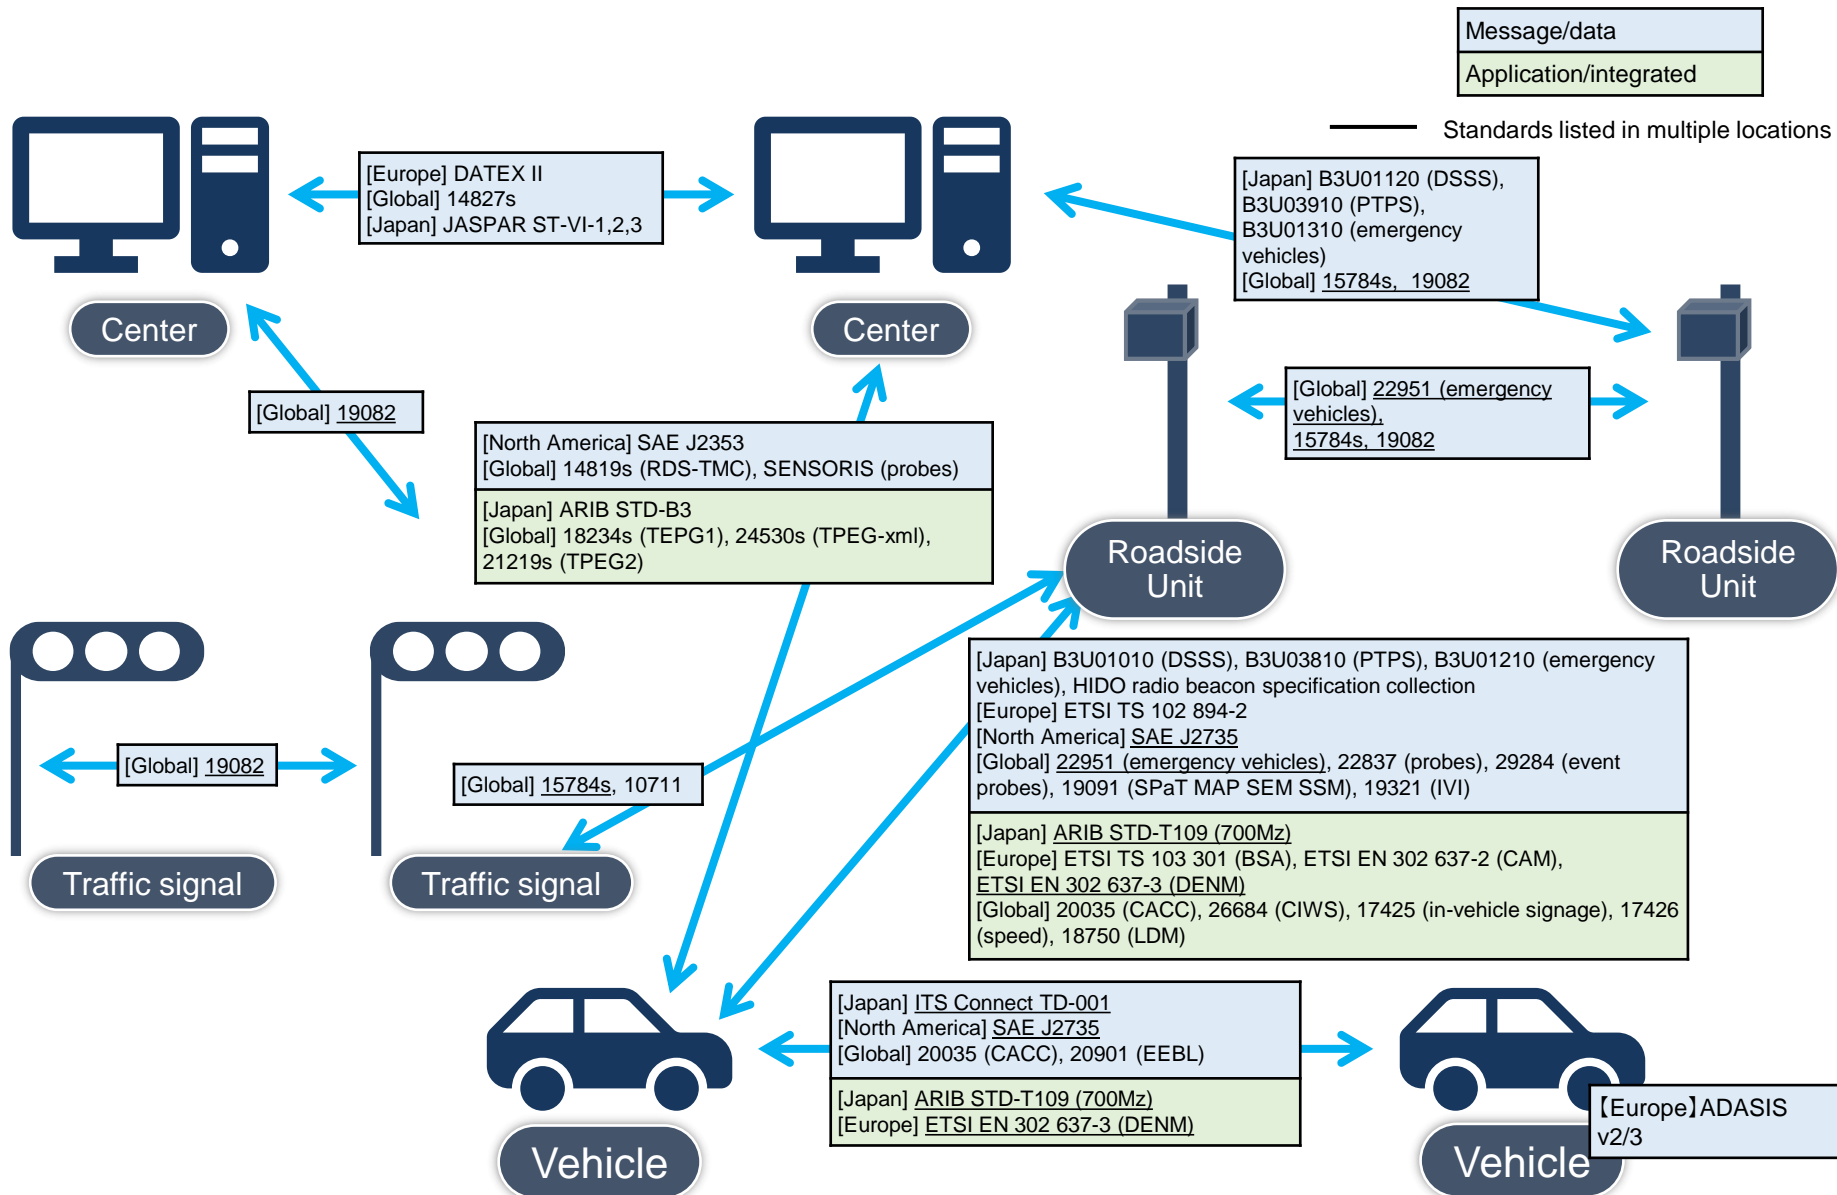 Message/data
Application/integrated
Standards listed in multiple locations
[Europe] DATEX II
[Global] 14827s
[Japan] JASPAR ST-VI-1,2,3
[Japan] B3U01120 (DSSS),
B3U03910 (PTPS),
B3U01310 (emergency
vehicles)
[Global] 15784s, 19082
Center
Center
[Global] 19082
[Global] 22951 (emergency
vehicles),
15784s, 19082
[North America] SAE J2353
[Global] 14819s (RDS-TMC), SENSORIS (probes)
[Japan] ARIB STD-B3
[Global] 18234s (TEPG1), 24530s (TPEG-xml),
21219s (TPEG2)
Roadside
Unit
Roadside
Unit
[Japan] B3U01010 (DSSS), B3U03810 (PTPS), B3U01210 (emergency
vehicles), HIDO radio beacon specification collection
[Europe] ETSI TS 102 894-2
[North America] SAE J2735
[Global] 22951 (emergency vehicles), 22837 (probes), 29284 (event
probes), 19091 (SPaT MAP SEM SSM), 19321 (IVI)
[Japan] ARIB STD-T109 (700Mz)
[Europe] ETSI TS 103 301 (BSA), ETSI EN 302 637-2 (CAM),
ETSI EN 302 637-3 (DENM)
[Global] 20035 (CACC), 26684 (CIWS), 17425 (in-vehicle signage), 17426
(speed), 18750 (LDM)
[Global] 19082
[Global] 15784s, 10711
Traffic signal
Traffic signal
[Japan] ITS Connect TD-001
[North America] SAE J2735
[Global] 20035 (CACC), 20901 (EEBL)
[Japan] ARIB STD-T109 (700Mz)
[Europe] ETSI EN 302 637-3 (DENM)
【Europe】ADASIS
v2/3
Vehicle
Vehicle